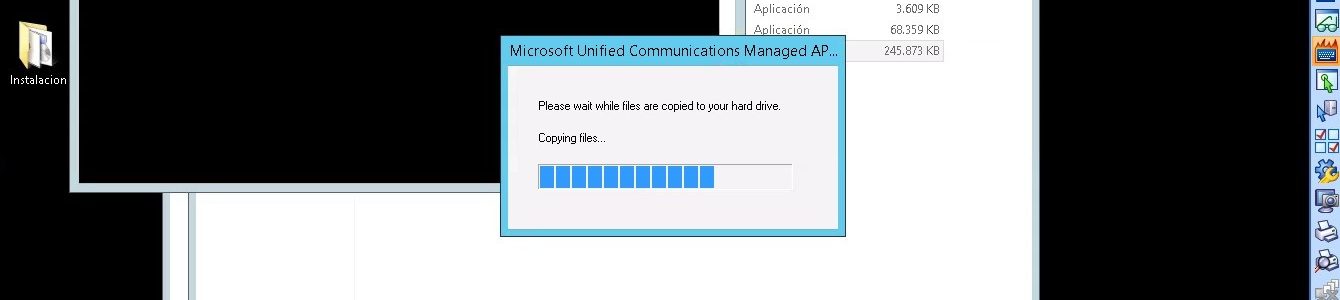 Aplicación 3.609 KB
Aplicación 68.359 KB
245.873 KB
Instalacion
Microsoft Unified Communications Managed AP...
Please wait while files are copied to your hard drive.
Copying files...